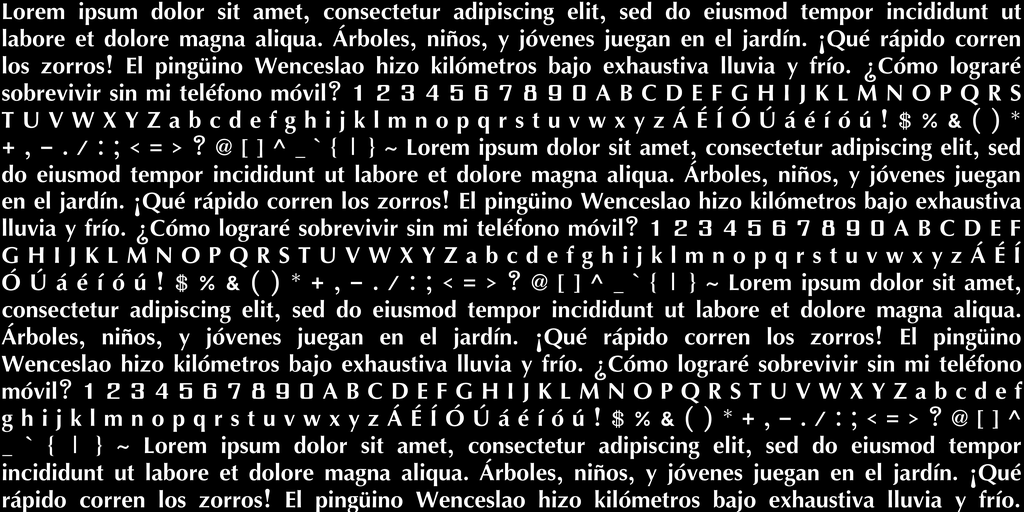 Lorem ipsum dolor sit amet, consectetur adipiscing elit, sed do eiusmod tempor incididunt ut
labore et dolore magna aliqua. Árboles, niños, y jóvenes juegan en el jardín. ¡Qué rápido corren
los zorros! El pingüino Wenceslao hizo kilómetros bajo exhaustiva lluvia y frío. ¿Cómo lograré
sobrevivir sin mi teléfono móvil? 1 2 3 4 5 6 7 8 9 0 A B C D E F G H I J K L M N O P Q R S
T U V W X Y Z a b c d e f g h i j k l m n o p q r s t u v w x y z Á É Í Ó Ú á é í ó ú ! $ % & ( ) *
+ , – . / : ; < = > ? @ [ ] ^ _ ` { | } ~ Lorem ipsum dolor sit amet, consectetur adipiscing elit, sed
do eiusmod tempor incididunt ut labore et dolore magna aliqua. Árboles, niños, y jóvenes juegan
en el jardín. ¡Qué rápido corren los zorros! El pingüino Wenceslao hizo kilómetros bajo exhaustiva
lluvia y frío. ¿Cómo lograré sobrevivir sin mi teléfono móvil? 1 2 3 4 5 6 7 8 9 0 A B C D E F
G H I J K L M N O P Q R S T U V W X Y Z a b c d e f g h i j k l m n o p q r s t u v w x y z Á É Í
Ó Ú á é í ó ú ! $ % & ( ) * + , – . / : ; < = > ? @ [ ] ^ _ ` { | } ~ Lorem ipsum dolor sit amet,
consectetur adipiscing elit, sed do eiusmod tempor incididunt ut labore et dolore magna aliqua.
Árboles, niños, y jóvenes juegan en el jardín. ¡Qué rápido corren los zorros! El pingüino
Wenceslao hizo kilómetros bajo exhaustiva lluvia y frío. ¿Cómo lograré sobrevivir sin mi teléfono
móvil? 1 2 3 4 5 6 7 8 9 0 A B C D E F G H I J K L M N O P Q R S T U V W X Y Z a b c d e f
g h i j k l m n o p q r s t u v w x y z Á É Í Ó Ú á é í ó ú ! $ % & ( ) * + , – . / : ; < = > ? @ [ ] ^
_ ` { | } ~ Lorem ipsum dolor sit amet, consectetur adipiscing elit, sed do eiusmod tempor
incididunt ut labore et dolore magna aliqua. Árboles, niños, y jóvenes juegan en el jardín. ¡Qué
rápido corren los zorros! El pingüino Wenceslao hizo kilómetros bajo exhaustiva lluvia y frío.